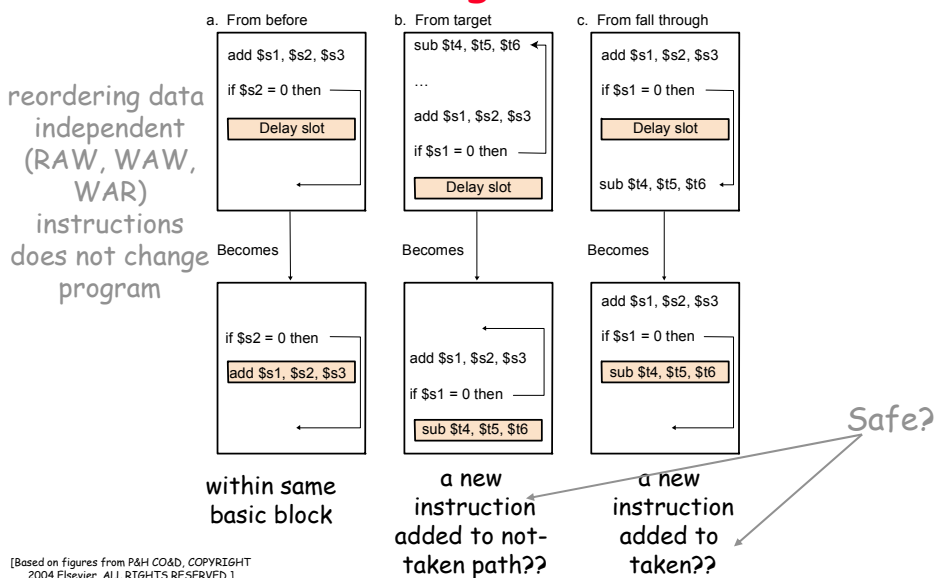 a. From before
b. From target
c. From fall through
reordering data
independent
(RAW, WAW,
WAR)
instructions
does not change
program
add $s1, $s2, $s3
if $s2 = 0 then
Delay slot
sub $t4, $t5, $t6
…
add $s1, $s2, $s3
if $s1 = 0 then
Delay slot
add $s1, $s2, $s3
if $s1 = 0 then
Delay slot
sub $t4, $t5, $t6
Becomes
Becomes
Becomes
if $s2 = 0 then
add $s1, $s2, $s3
add $s1, $s2, $s3
if $s1 = 0 then
sub $t4, $t5, $t6
add $s1, $s2, $s3
if $s1 = 0 then
sub $t4, $t5, $t6
Safe?
within same
basic block
a new
instruction
added to not-
taken path??
a new
instruction
added to
taken??
[Based on figures from P&H CO&D, COPYRIGHT
2004 Elsevier. ALL RIGHTS RESERVED.]